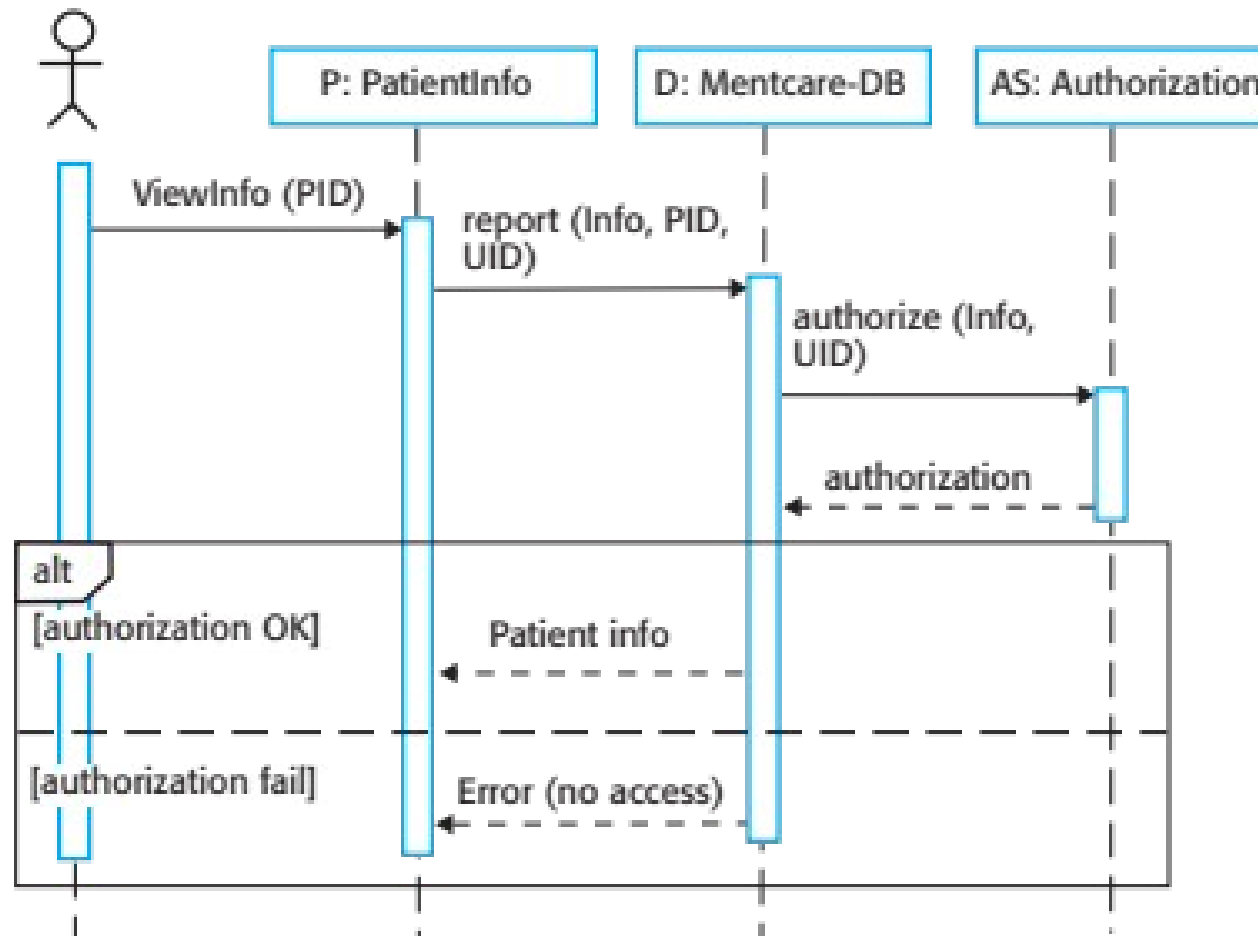 P: PatientInfo
D: Mentcare-DB
AS: Authorization
ViewInfo (PID)
report (Info, PID,
UID)
authorize (Info,
UID)
authorization
alt
[authorization OK]
Patient info
[authorization fail]
Error (no access)